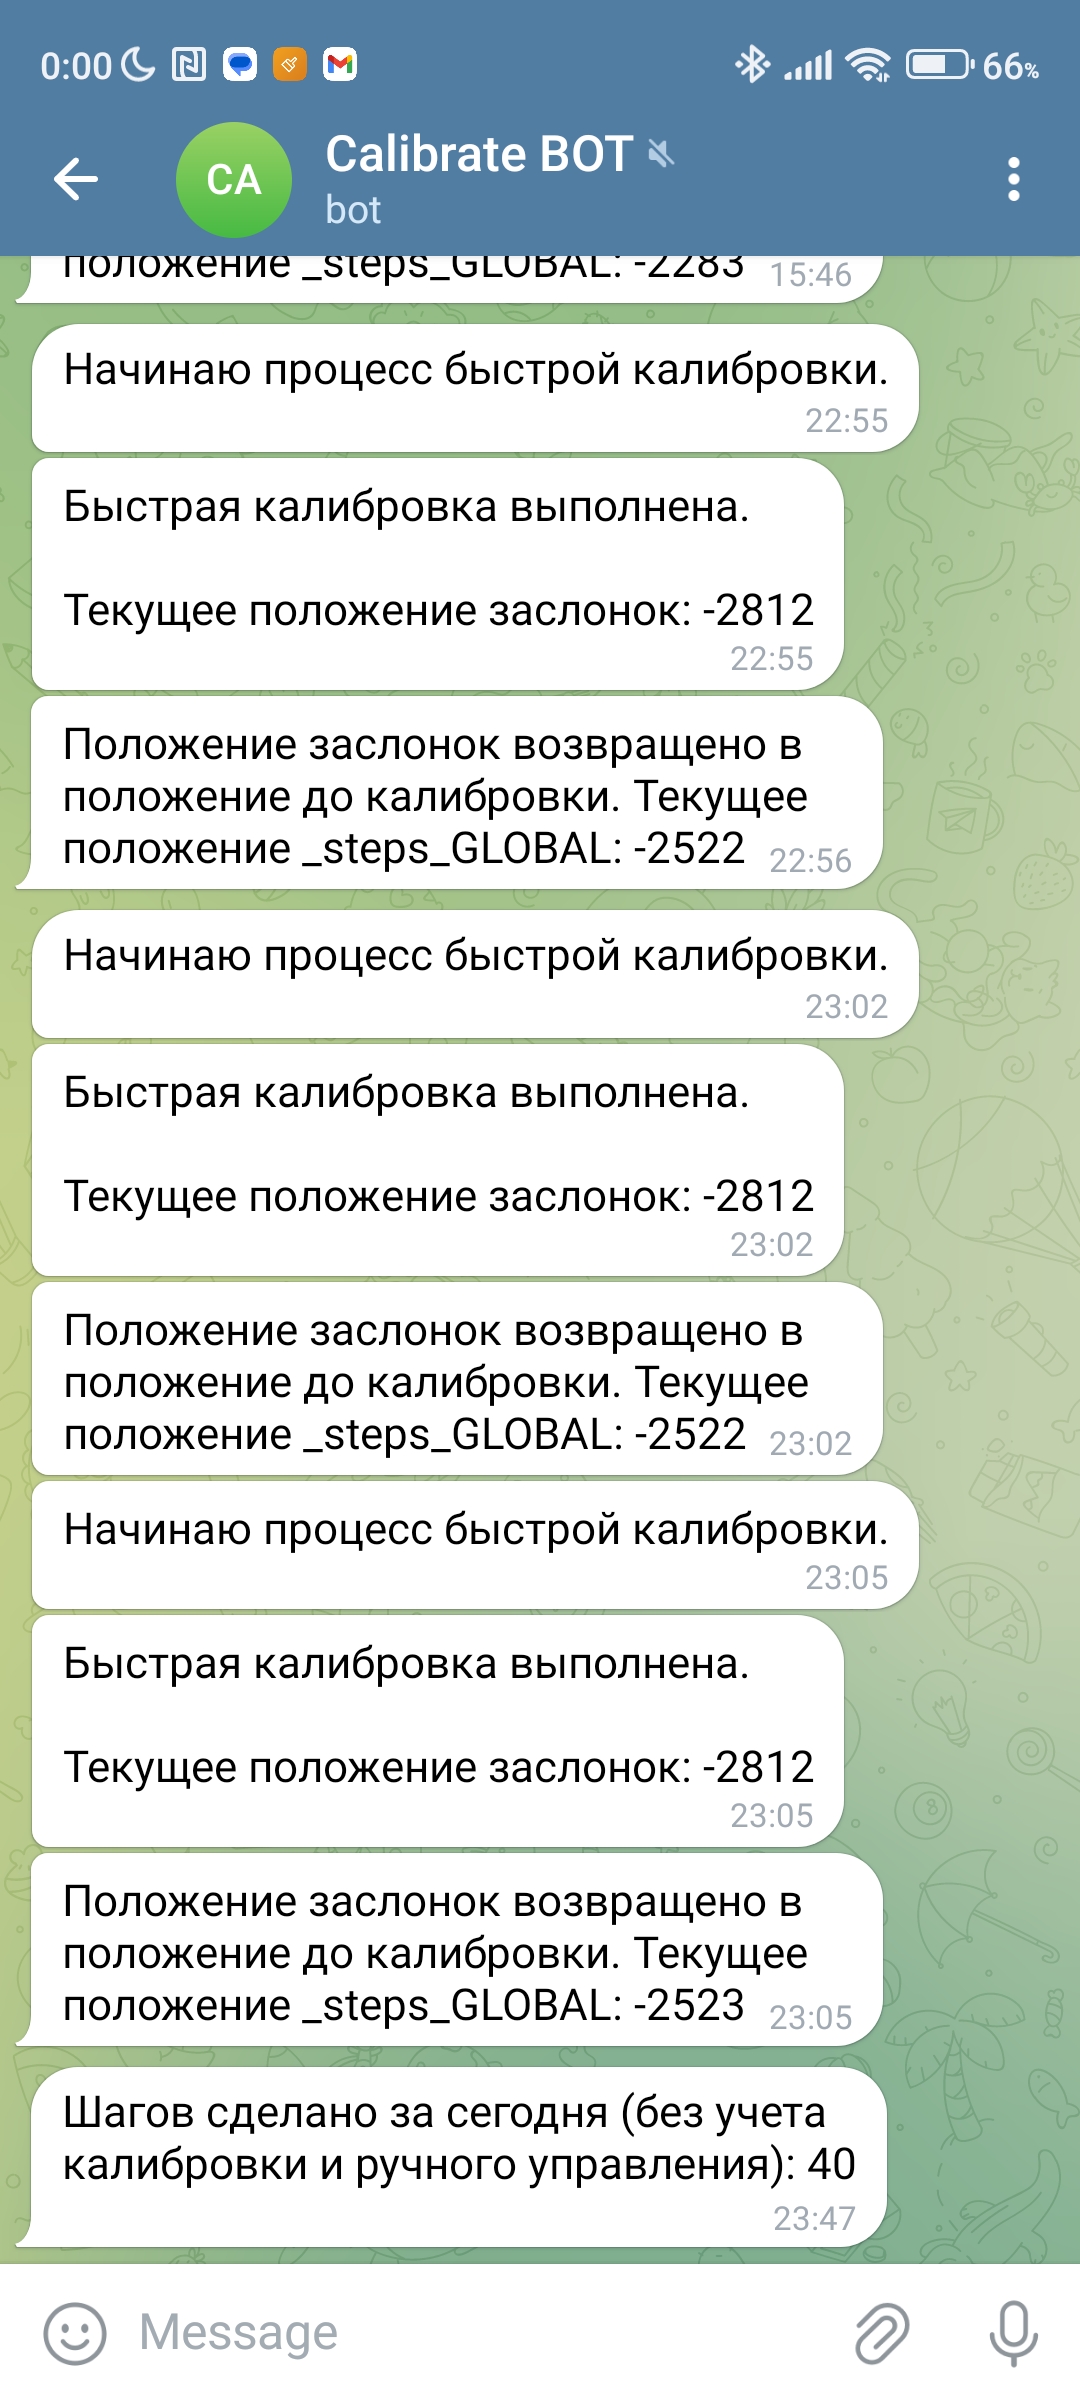 0:00
66%
CA
Calibrate BOT
bot
положение _steps_GLOBAL: -2283 15:46
Начинаю процесс быстрой калибровки.
22:55
Быстрая калибровка выполнена.
Текущее положение заслонок: -2812
22:55
Положение заслонок возвращено в
положение до калибровки. Текущее
положение _steps_GLOBAL: -2522 22:56
Начинаю процесс быстрой калибровки.
23:02
Быстрая калибровка выполнена.
Текущее положение заслонок: -2812
23:02
Положение заслонок возвращено в
положение до калибровки. Текущее
положение _steps_GLOBAL: -2522 23:02
Начинаю процесс быстрой калибровки.
23:05
Быстрая калибровка выполнена.
Текущее положение заслонок: -2812
23:05
Положение заслонок возвращено в
положение до калибровки. Текущее
положение _steps_GLOBAL: -2523 23:05
Шагов сделано за сегодня (без учета
калибровки и ручного управления): 40
23:47
Message